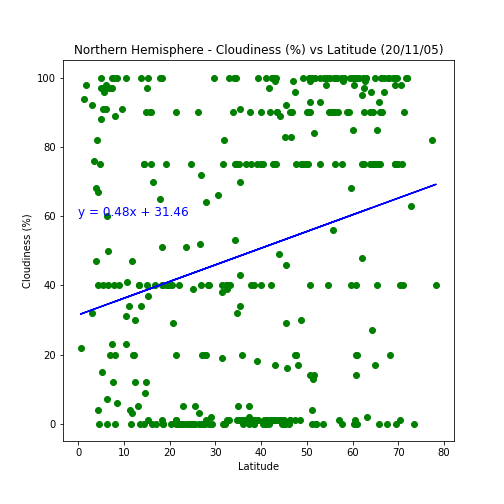 Northern Hemisphere - Cloudiness (%) vs Latitude (20/11/05)
100
80
60
40
20
0
Cloudiness (%)
y = 0.48x + 31.46
0 10 20 30 40 50 60 70 80
Latitude